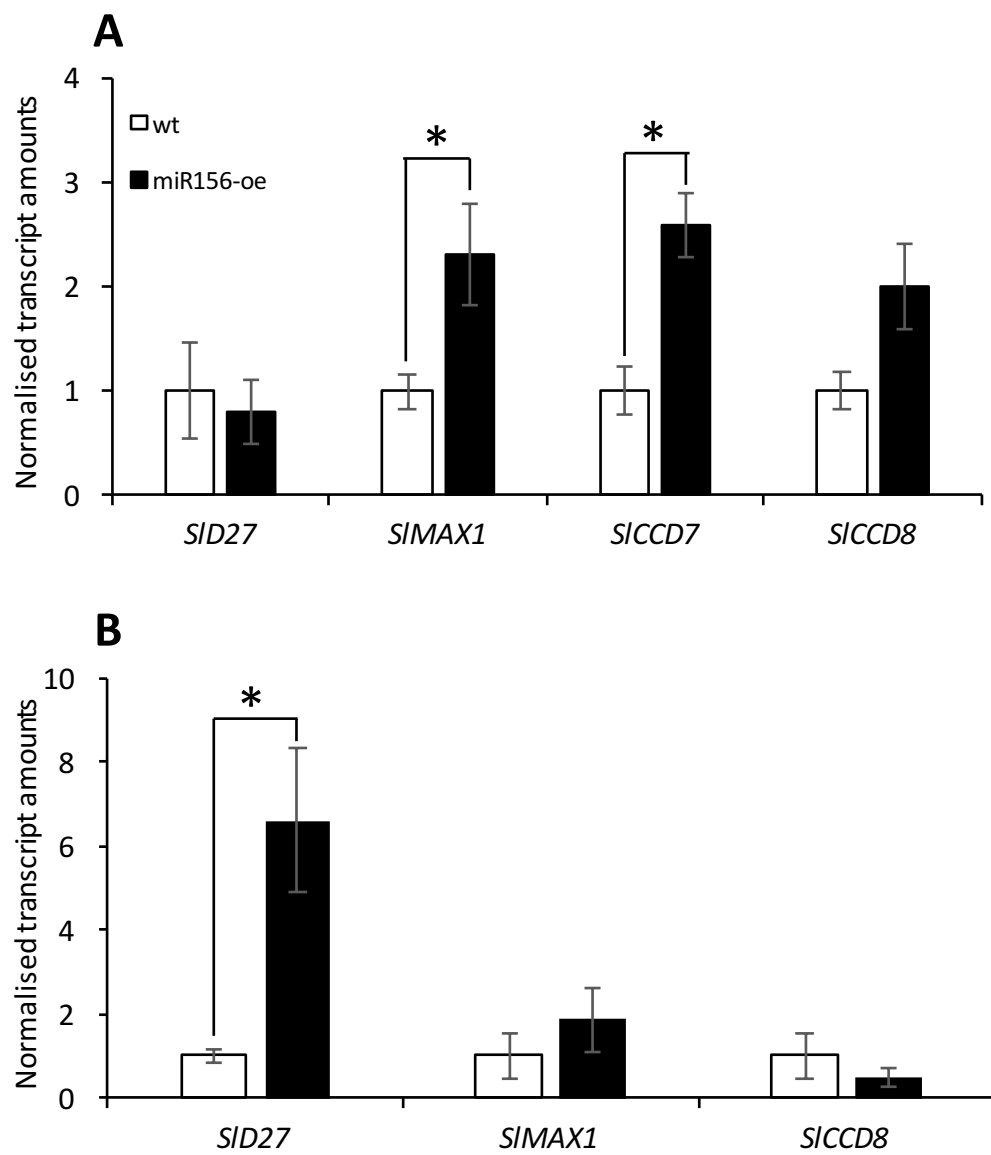 A
Normalised transcript amounts
4
3
2
1
0
wt
miR156-oe
*
*
SlD27
SlMAX1
SlCCD7
SlCCD8
B
Normalised transcript amounts
10
8
6
4
2
0
*
SlD27
SlMAX1
SlCCD8